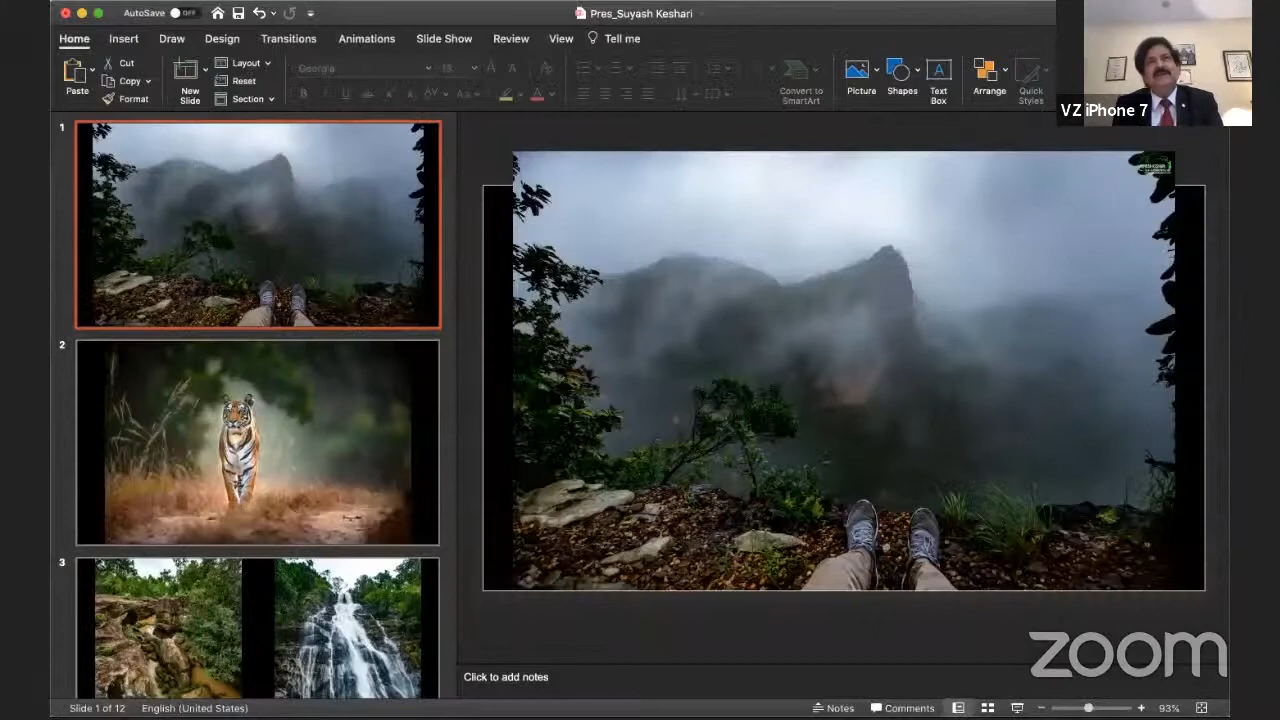 AutoSave OFF
Pres_Suyash Keshari
Home Insert Draw Design Transitions Animations Slide Show Review View Tell me
Paste
Cut
Copy
Format
New Slide
Layout
Reset
Section
Georgia
Convert to SmartArt
Picture
Shapes
Text Box
Arrange
Quick Styles
VZ iPhone 7
1
2
3
Click to add notes
zoom
Slide 1 of 12 English (United States) Notes Comments 93%